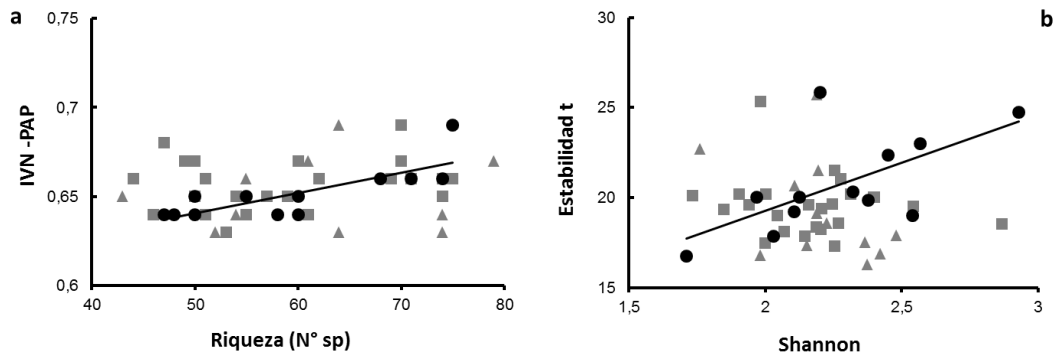 a
0,75
0,7
0,65
0,6
IVN -PAP
40 50 60 70 80
Riqueza (N° sp)
b
30
25
20
15
Estabilidad t
1,5 2 2,5 3
Shannon